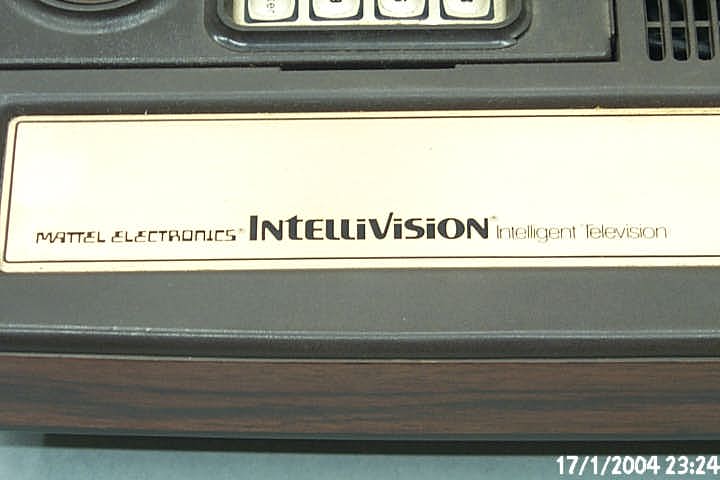 MATTEL ELECTRONICS® INTELLIVISION® Intelligent Television
17/1/2004 23:24